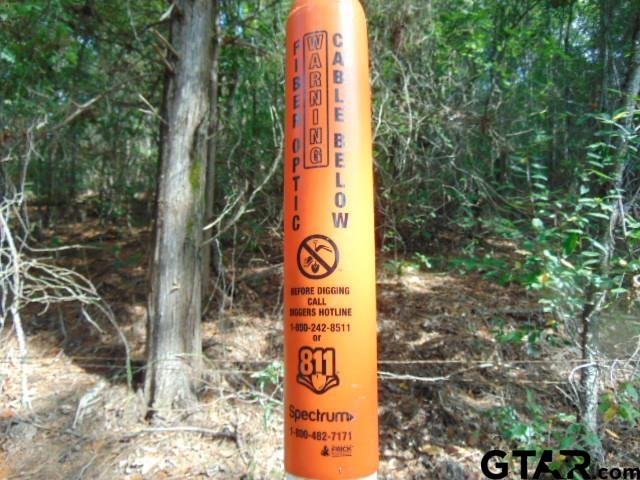 FIBER OPTIC
WARNING
CABLE BELOW
BEFORE DIGGING
CALL
DIGGERS HOTLINE
1-800-242-8511
or
811
Spectrum
1-800-482-7171
GTAR.com